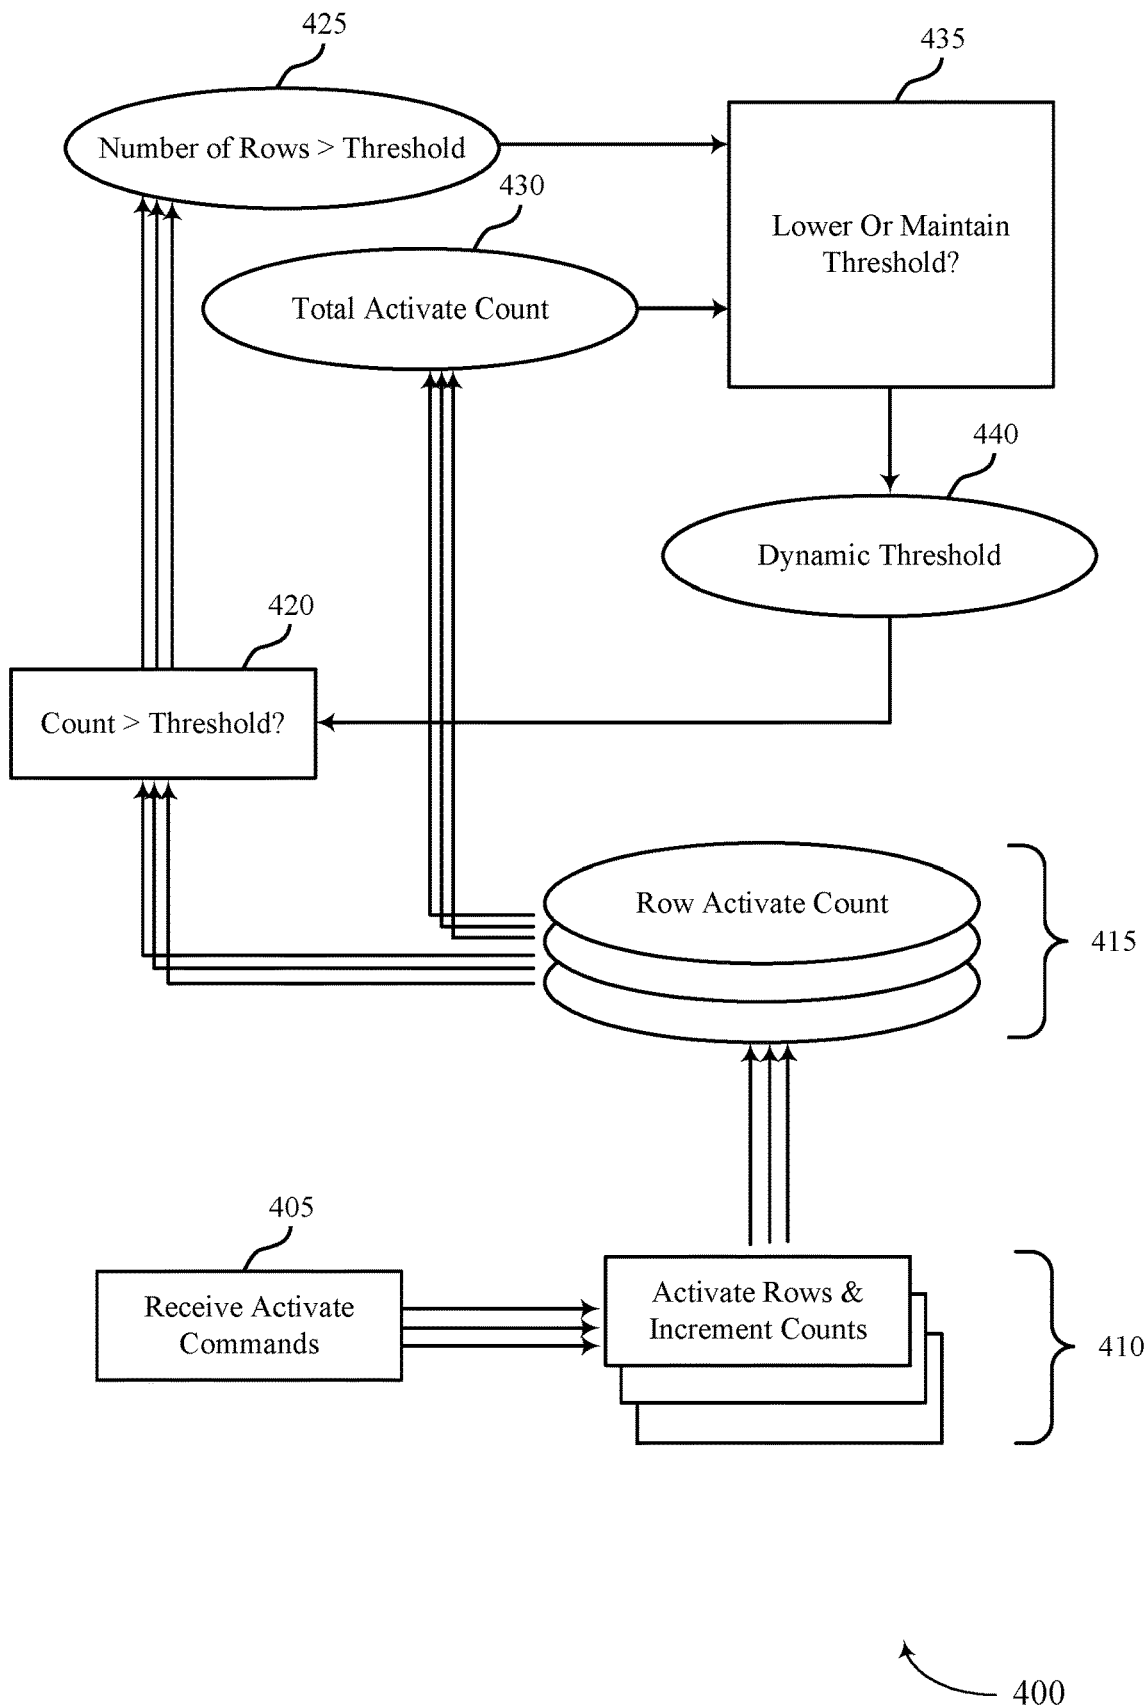 425
435
Number of Rows > Threshold
430
Lower Or Maintain
Threshold?
Total Activate Count
440
Dynamic Threshold
420
Count > Threshold?
Row Activate Count
415
405
Receive Activate
Commands
Activate Rows &
Increment Counts
410
400